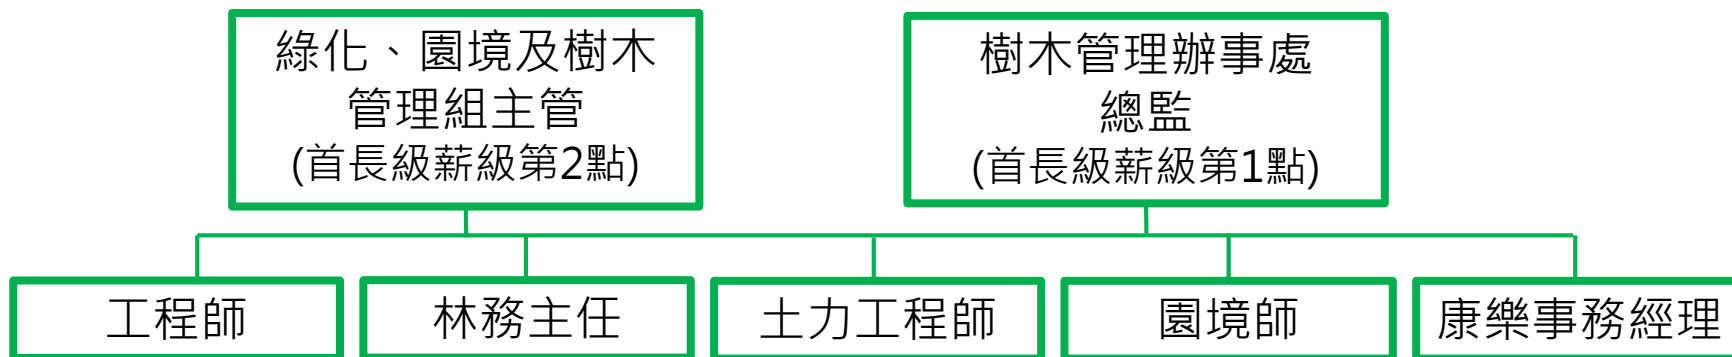 綠化、園境及樹木
管理組主管
(首長級薪級第2點)
樹木管理辦事處
總監
(首長級薪級第1點)
工程師
林務主任
土力工程師
園境師
康樂事務經理